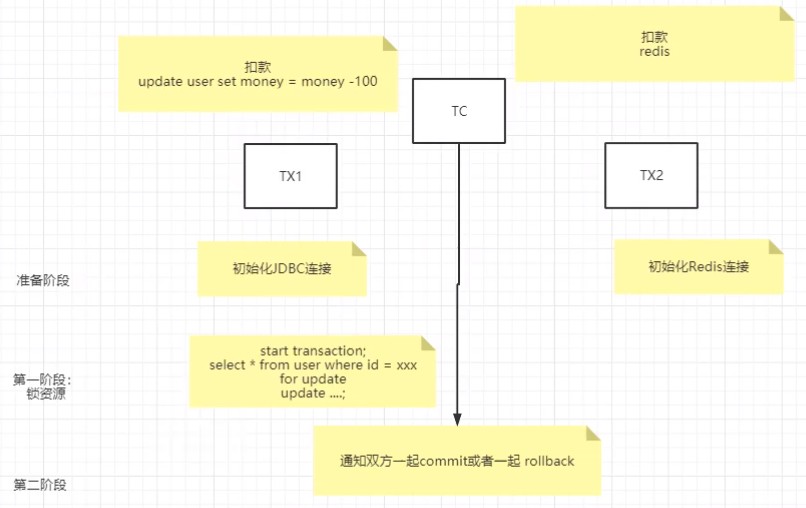 扣款
update user set money = money -100
扣款
redis
TC
TX1
TX2
准备阶段
初始化JDBC连接
初始化Redis连接
第一阶段：
锁资源
start transaction;
select * from user where id = xxx
for update
update ....;
通知双方一起commit或者一起 rollback
第二阶段